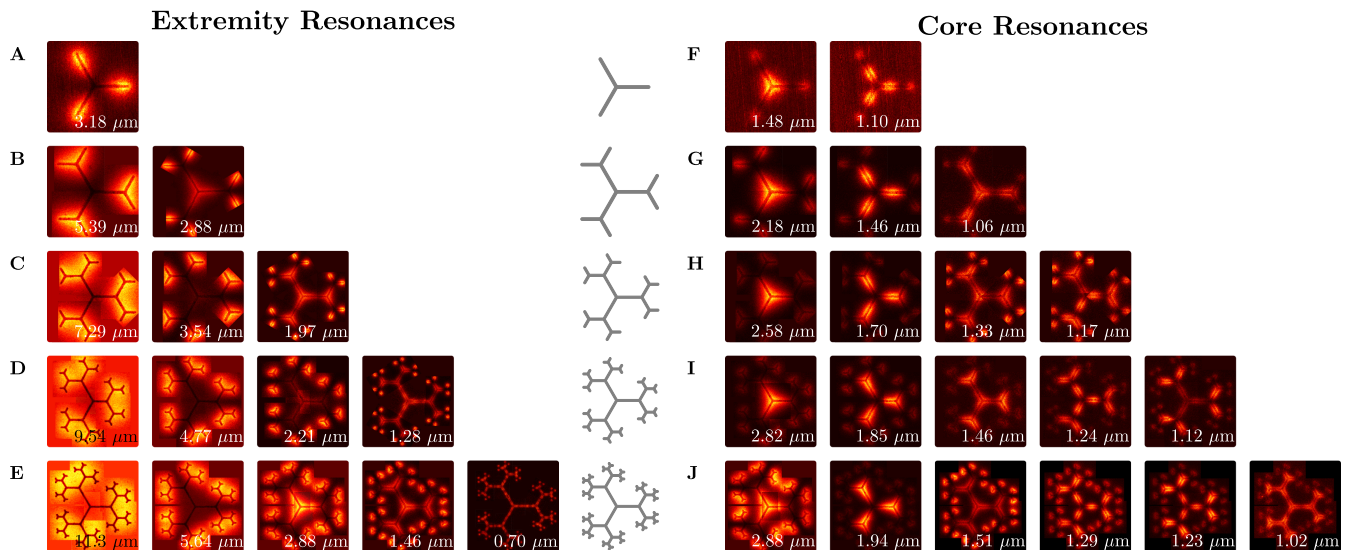 Extremity Resonances
Core Resonances
A
3.18 μm
F
1.48 μm
1.10 μm
B
5.39 μm
2.88 μm
G
2.18 μm
1.46 μm
1.06 μm
C
7.29 μm
3.54 μm
1.97 μm
H
2.58 μm
1.70 μm
1.33 μm
1.17 μm
D
9.54 μm
4.77 μm
2.21 μm
1.28 μm
I
2.82 μm
1.85 μm
1.46 μm
1.24 μm
1.12 μm
E
11.3 μm
5.64 μm
2.88 μm
1.46 μm
0.70 μm
J
2.88 μm
1.94 μm
1.51 μm
1.29 μm
1.23 μm
1.02 μm